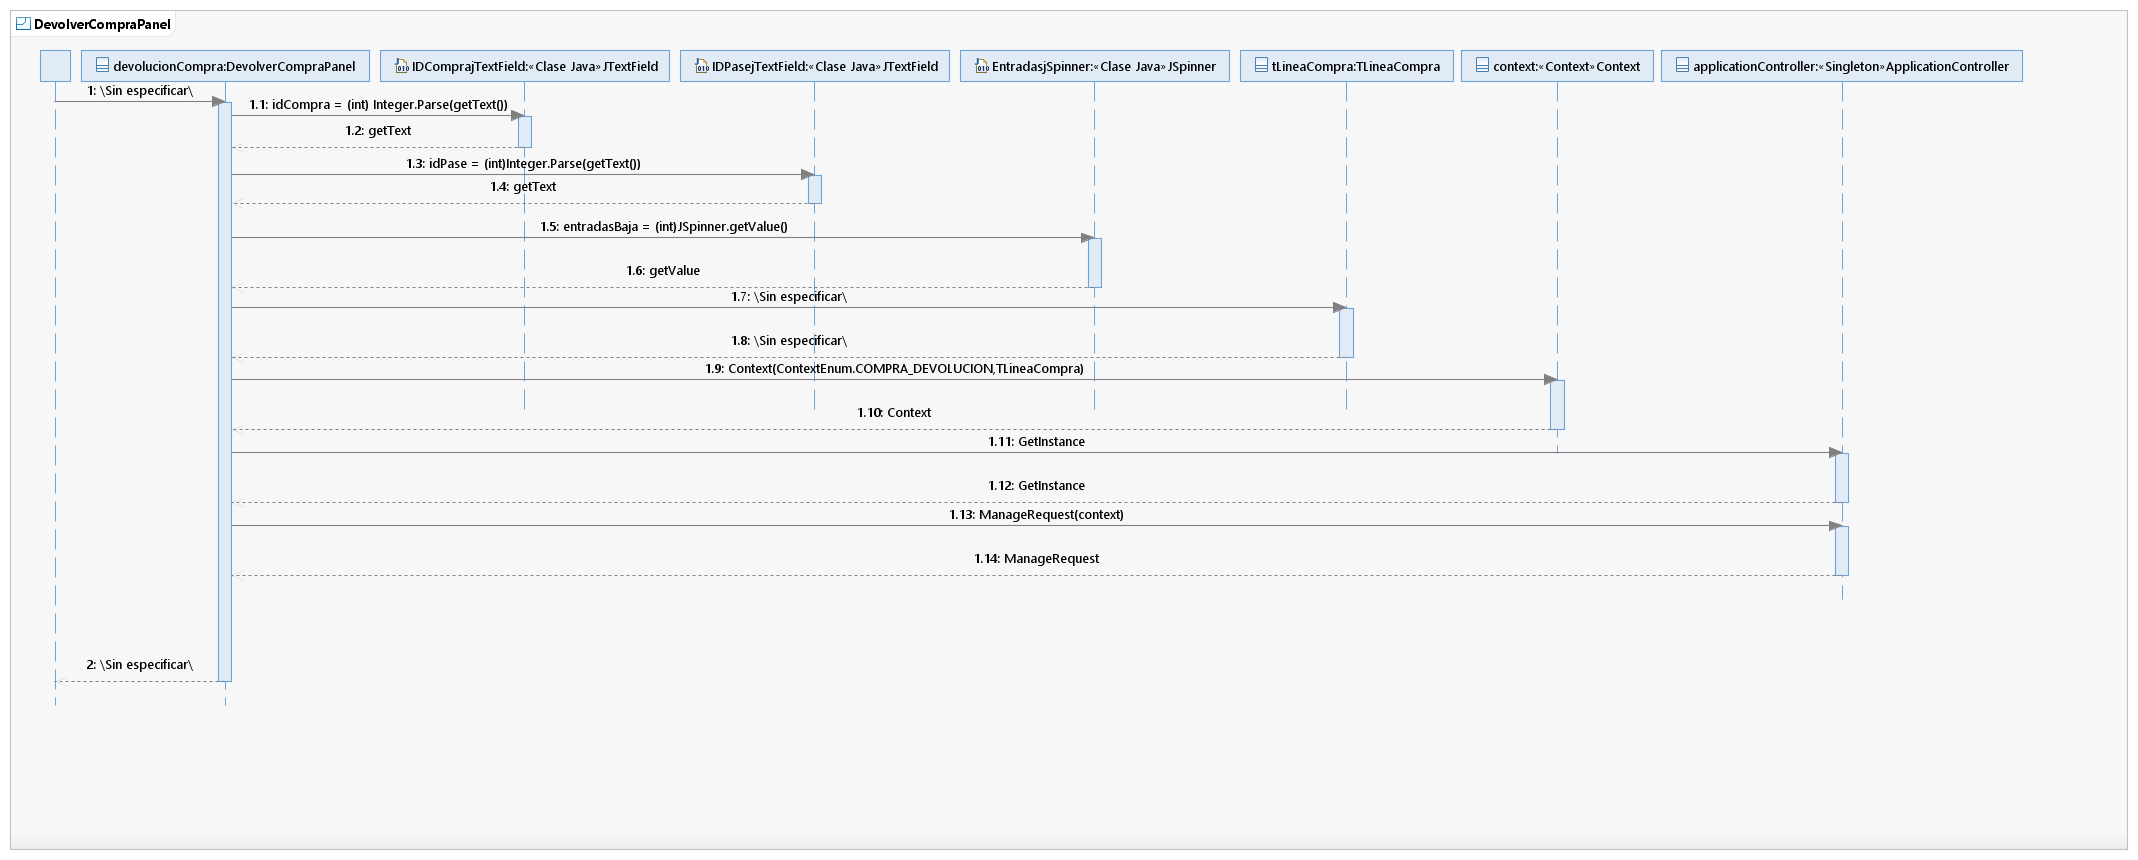 DevolverCompraPanel
devolucionCompra:DevolverCompraPanel
IDComprajTextField:«Clase Java»JTextField
IDPasejTextField:«Clase Java»JTextField
EntradasjSpinner:«Clase Java»JSpinner
tLineaCompra:TLineaCompra
context:«Context»Context
applicationController:«Singleton»ApplicationController
1: \Sin especificar\
1.1: idCompra = (int) Integer.Parse(getText())
1.2: getText
1.3: idPase = (int)Integer.Parse(getText())
1.4: getText
1.5: entradasBaja = (int)JSpinner.getValue()
1.6: getValue
1.7: \Sin especificar\
1.8: \Sin especificar\
1.9: Context(ContextEnum.COMPRA_DEVOLUCION,TLineaCompra)
1.10: Context
1.11: GetInstance
1.12: GetInstance
1.13: ManageRequest(context)
1.14: ManageRequest
2: \Sin especificar\